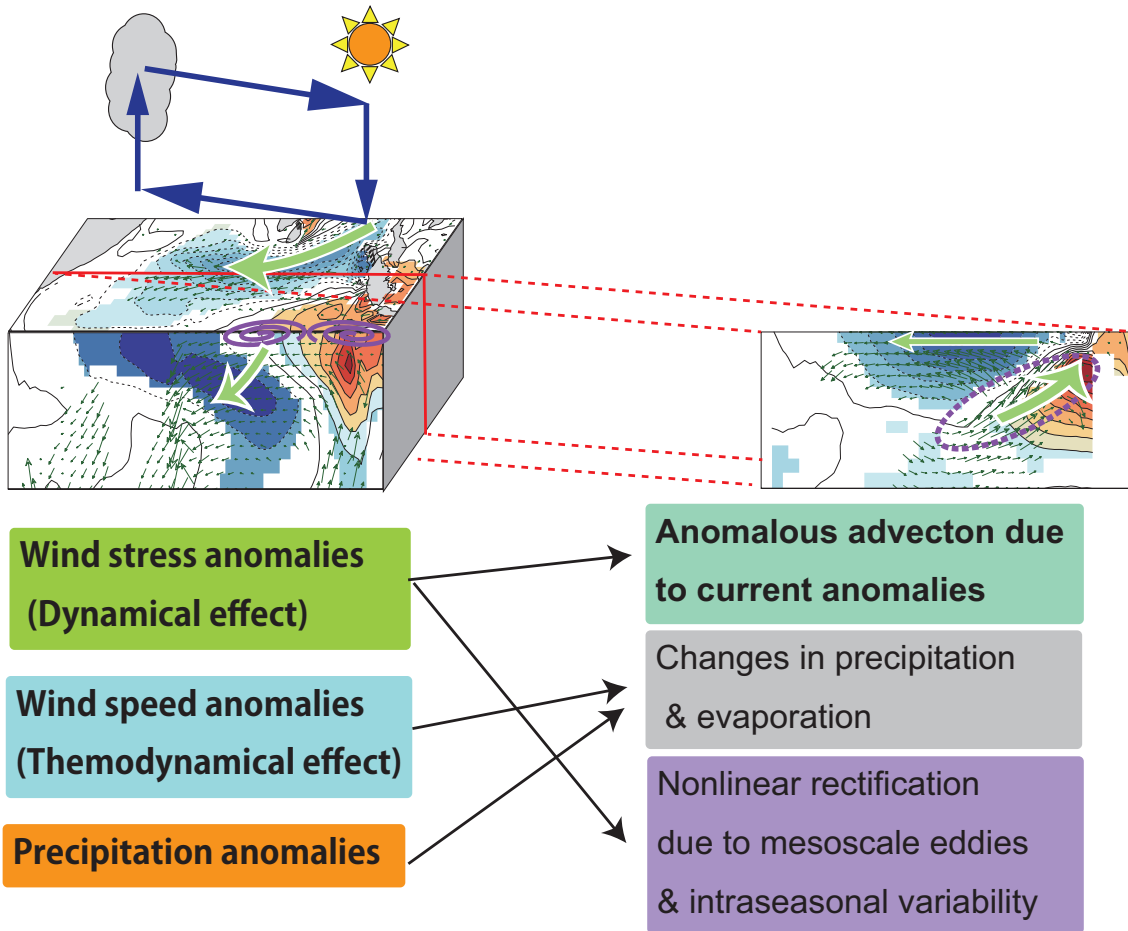 Wind stress anomalies
(Dynamical effect)
Wind speed anomalies
(Themodynamical effect)
Precipitation anomalies
Anomalous advecton due
to current anomalies
Changes in precipitation
& evaporation
Nonlinear rectification
due to mesoscale eddies
& intraseasonal variability